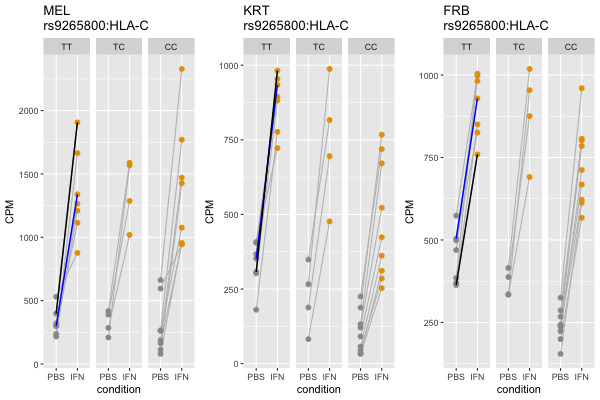 MEL
rs9265800:HLA-C
TT TC CC
CPM
2000
1500
1000
500
0
PBS IFN PBS IFN PBS IFN
condition
KRT
rs9265800:HLA-C
TT TC CC
CPM
1000
750
500
250
0
PBS IFN PBS IFN PBS IFN
condition
FRB
rs9265800:HLA-C
TT TC CC
CPM
1000
750
500
250
PBS IFN PBS IFN PBS IFN
condition